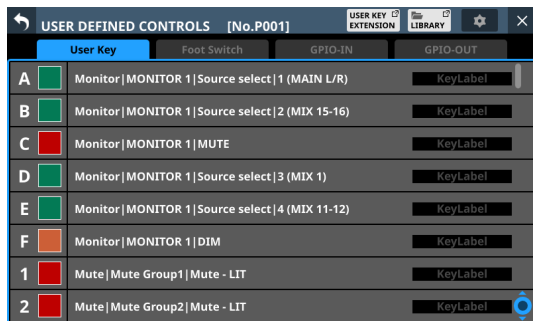 USER DEFINED CONTROLS [No.P001]
USER KEY
EXTENSION
LIBRARY
User Key
Foot Switch
GPIO-IN
GPIO-OUT
A Monitor|MONITOR 1|Source select|1 (MAIN L/R) KeyLabel
B Monitor|MONITOR 1|Source select|2 (MIX 15-16) KeyLabel
C Monitor|MONITOR 1|MUTE KeyLabel
D Monitor|MONITOR 1|Source select|3 (MIX 1) KeyLabel
E Monitor|MONITOR 1|Source select|4 (MIX 11-12) KeyLabel
F Monitor|MONITOR 1|DIM KeyLabel
1 Mute|Mute Group1|Mute - LIT KeyLabel
2 Mute|Mute Group2|Mute - LIT KeyLabel